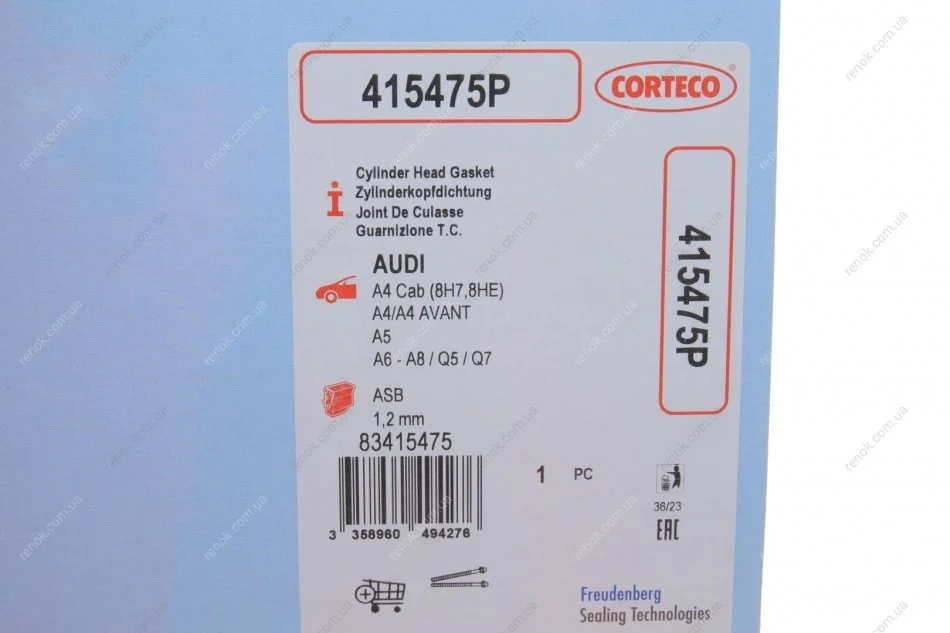 415475P
CORTECO®
Cylinder Head Gasket
Zylinderkopfdichtung
Joint De Culasse
Guarnizione T.C.
AUDI
A4 Cab (8H7,8HE)
A4/A4 AVANT
A5
A6 - A8 / Q5 / Q7
ASB
1,2 mm
83415475
3 358960 494276
1 PC
36/23
EAC
415475P
Freudenberg
Sealing Technologies
renok.com.ua